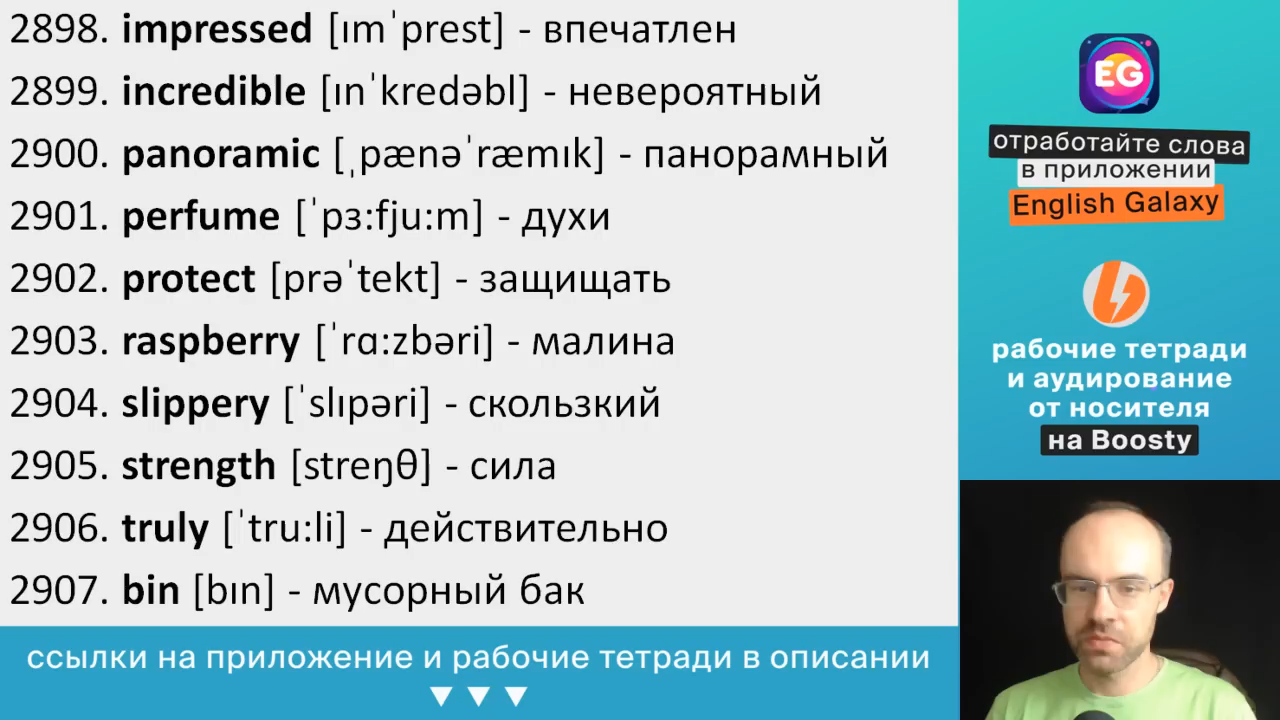 2898. impressed [ɪmˈprest] - впечатлен
2899. incredible [ɪnˈkredəbl] - невероятный
2900. panoramic [ˌpænəˈræmɪk] - панорамный
2901. perfume [ˈpɜ:fju:m] - духи
2902. protect [prəˈtekt] - защищать
2903. raspberry [ˈrɑ:zbəri] - малина
2904. slippery [ˈslɪpəri] - скользкий
2905. strength [streŋθ] - сила
2906. truly [ˈtru:li] - действительно
2907. bin [bɪn] - мусорный бак
ссылки на приложение и рабочие тетради в описании
EG
отработайте слова
в приложении
English Galaxy
рабочие тетради
и аудирование
от носителя
на Boosty